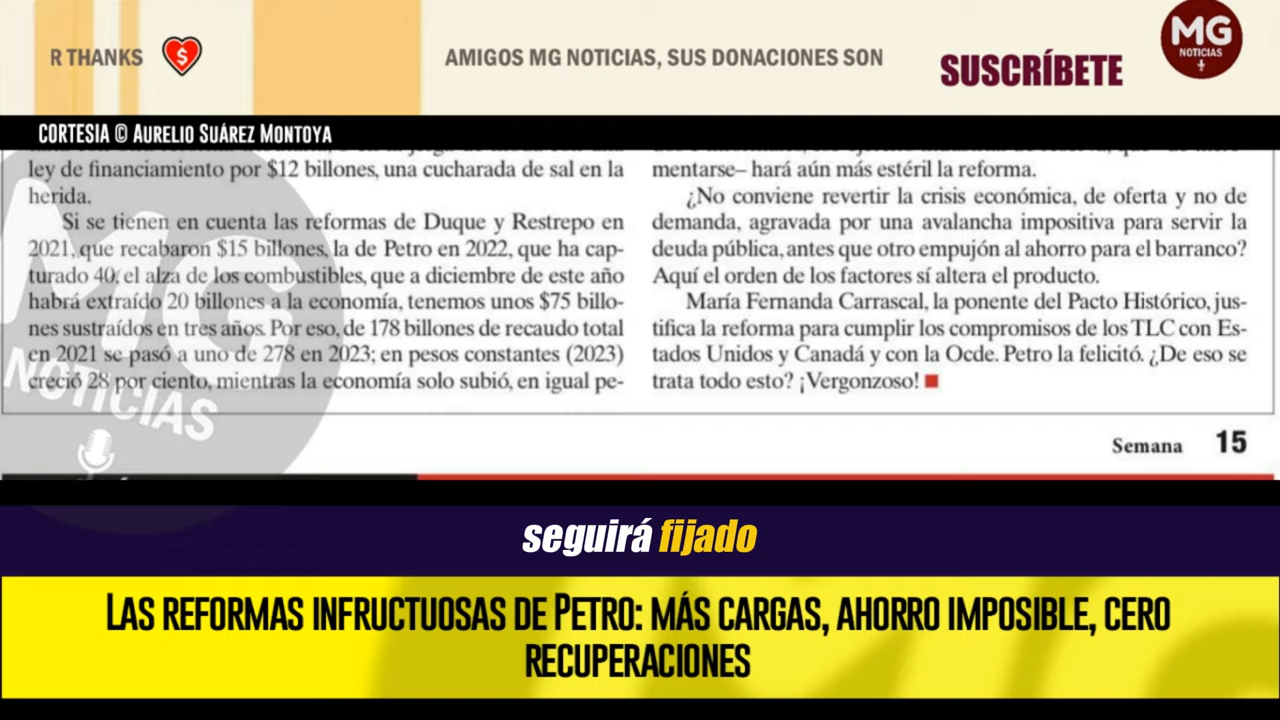 R THANKS
AMIGOS MG NOTICIAS, SUS DONACIONES SON
SUSCRÍBETE
MG
NOTICIAS
CORTESIA © AURELIO SUÁREZ MONTOYA
ley de financiamiento por $12 billones, una cucharada de sal en la
herida.
Si se tienen en cuenta las reformas de Duque y Restrepo en
2021, que recabaron $15 billones, la de Petro en 2022, que ha cap-
turado 40, el alza de los combustibles, que a diciembre de este año
habrá extraído 20 billones a la economía, tenemos unos $75 billo-
nes sustraídos en tres años. Por eso, de 178 billones de recaudo total
en 2021 se pasó a uno de 278 en 2023; en pesos constantes (2023)
creció 28 por ciento, mientras la economía solo subió, en igual pe-
mentarse– hará aún más estéril la reforma.
¿No conviene revertir la crisis económica, de oferta y no de
demanda, agravada por una avalancha impositiva para servir la
deuda pública, antes que otro empujón al ahorro para el barranco?
Aquí el orden de los factores sí altera el producto.
María Fernanda Carrascal, la ponente del Pacto Histórico, jus-
tifica la reforma para cumplir los compromisos de los TLC con Es-
tados Unidos y Canadá y con la Ocde. Petro la felicitó. ¿De eso se
trata todo esto? ¡Vergonzoso!
MG
NOTICIAS
Semana 15
seguirá fijado
LAS REFORMAS INFRUCTUOSAS DE PETRO: MÁS CARGAS, AHORRO IMPOSIBLE, CERO
RECUPERACIONES